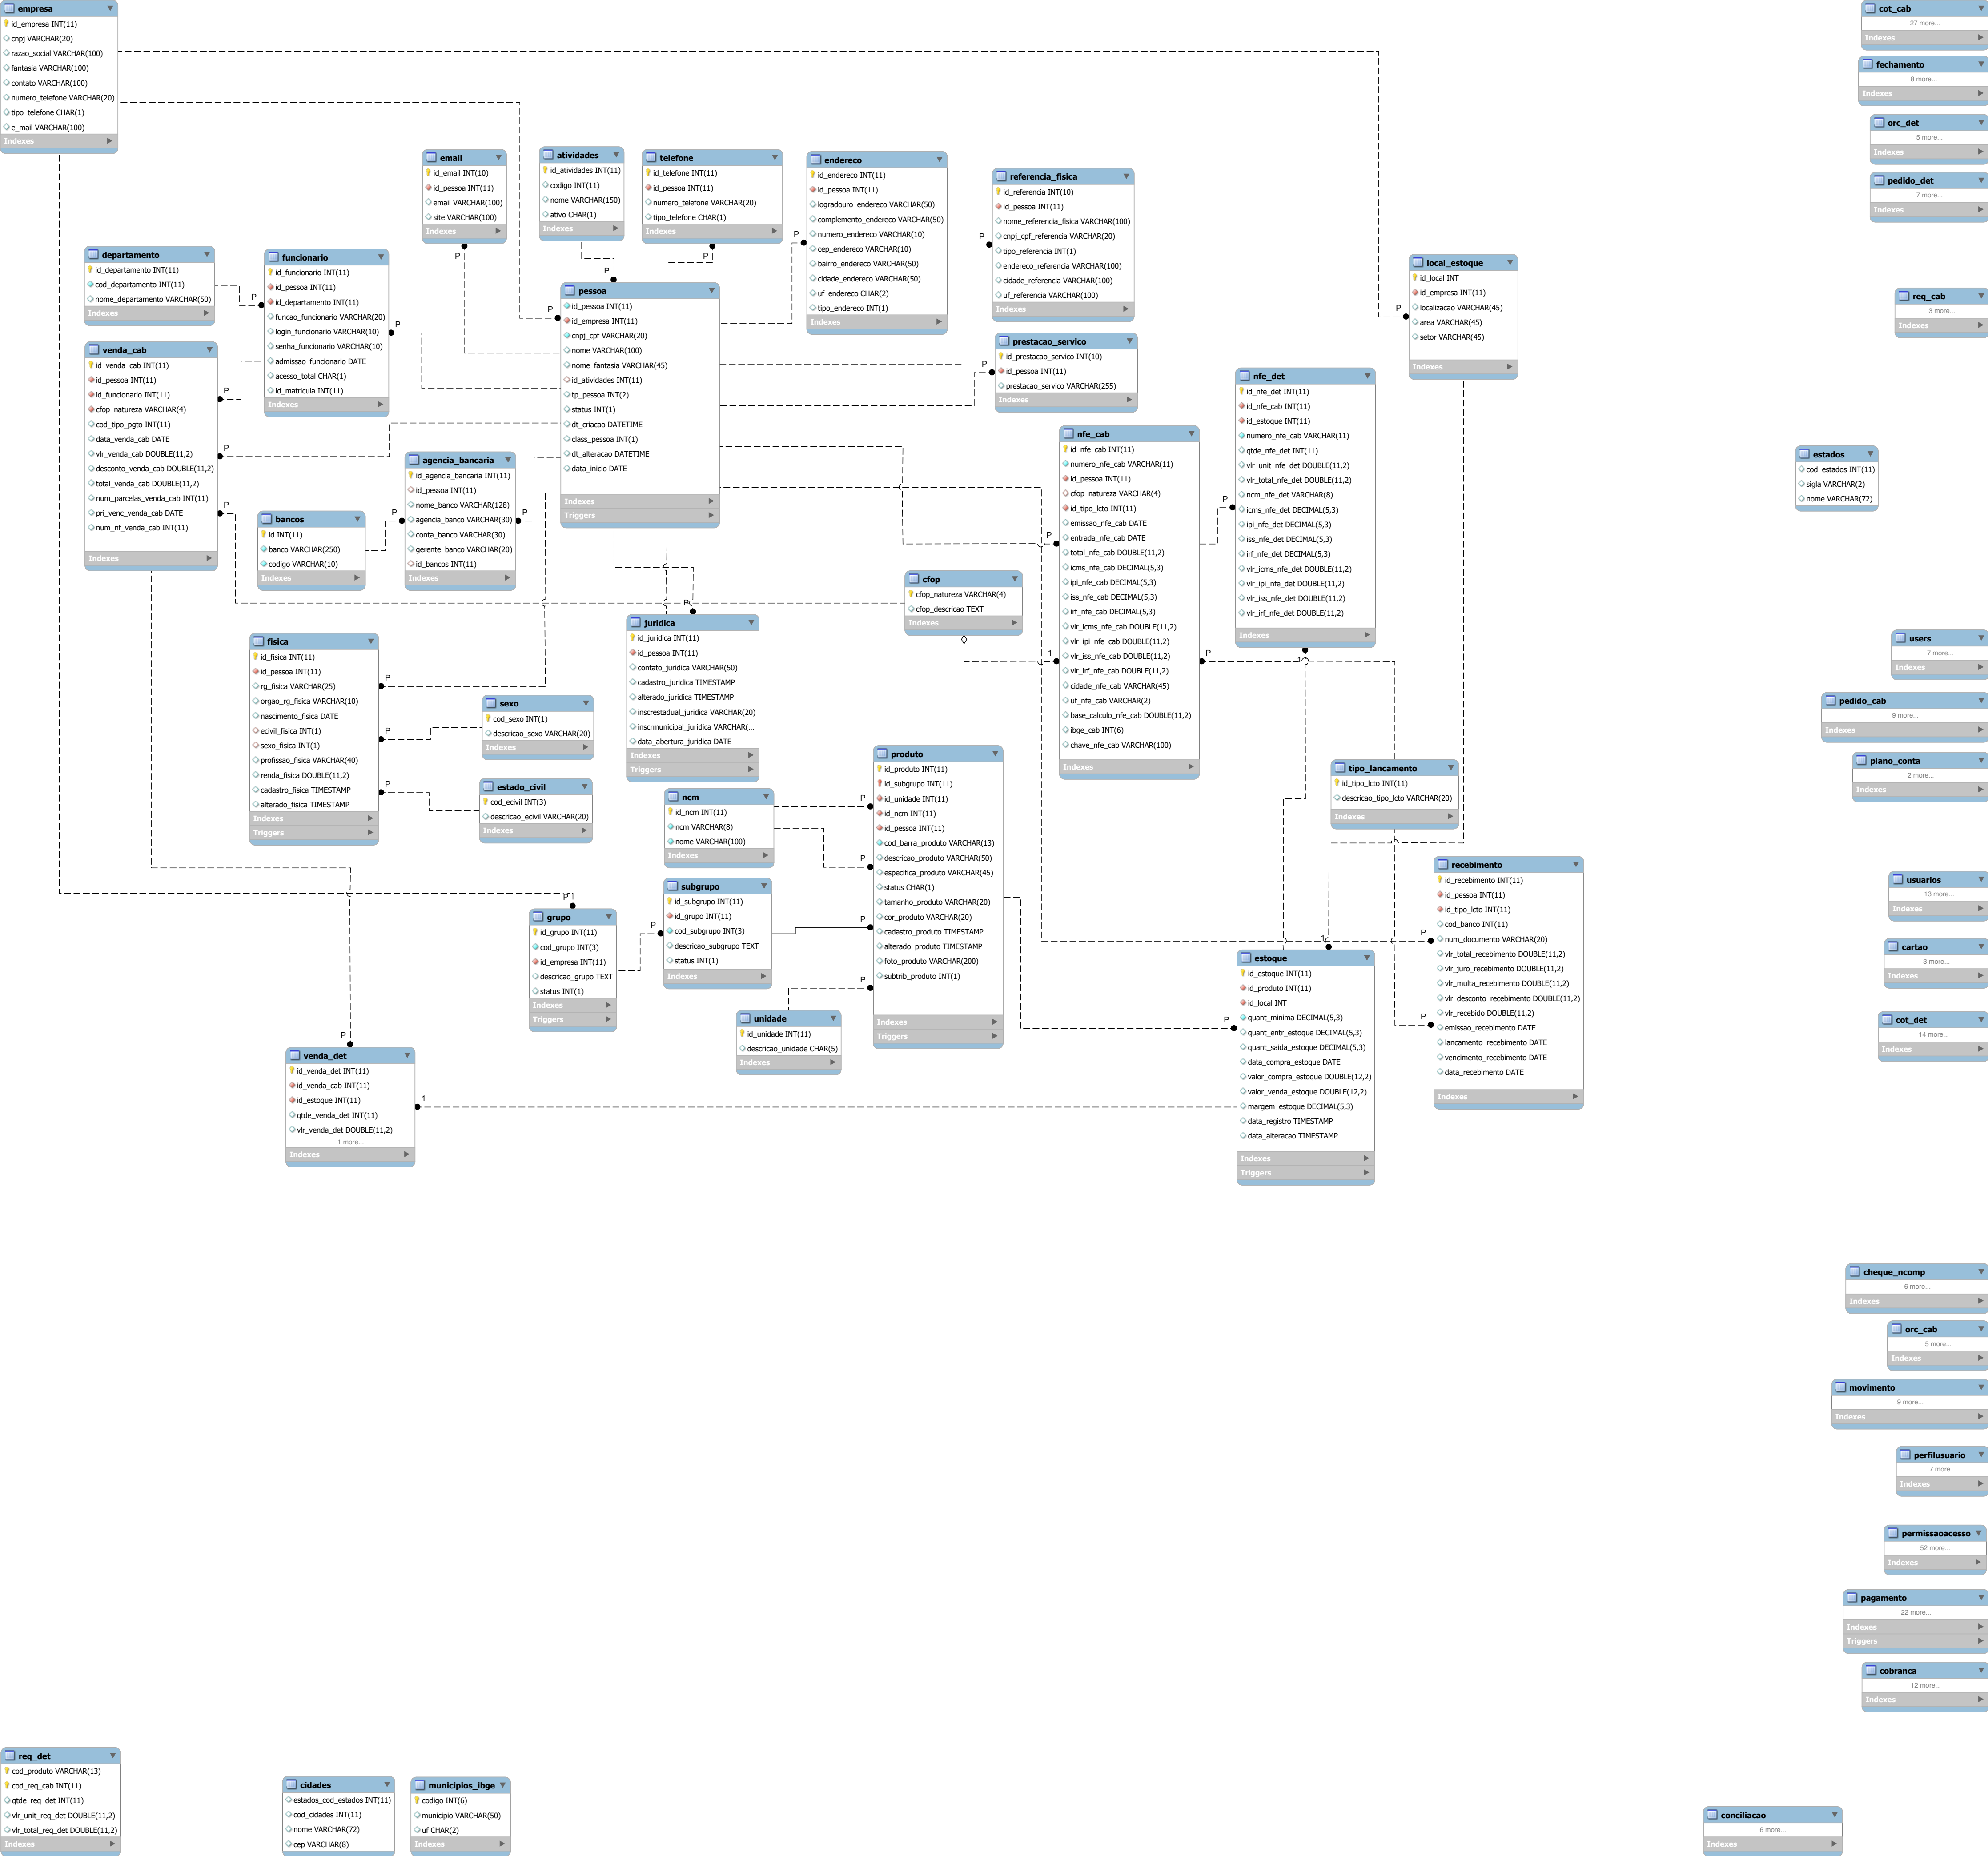 empresa
id_empresa INT(11)
cnpj VARCHAR(20)
razao_social VARCHAR(100)
fantasia VARCHAR(100)
contato VARCHAR(100)
numero_telefone VARCHAR(20)
tipo_telefone CHAR(1)
e_mail VARCHAR(100)
Indexes
email
id_email INT(10)
id_pessoa INT(11)
email VARCHAR(100)
site VARCHAR(100)
Indexes
P
atividades
id_atividades INT(11)
codigo INT(11)
nome VARCHAR(150)
ativo CHAR(1)
Indexes
P
telefone
id_telefone INT(11)
id_pessoa INT(11)
numero_telefone VARCHAR(20)
tipo_telefone CHAR(1)
Indexes
P
endereco
id_endereco INT(11)
id_pessoa INT(11)
logradouro_endereco VARCHAR(50)
complemento_endereco VARCHAR(50)
numero_endereco VARCHAR(10)
cep_endereco VARCHAR(10)
bairro_endereco VARCHAR(50)
cidade_endereco VARCHAR(50)
uf_endereco CHAR(2)
tipo_endereco INT(1)
Indexes
P
referencia_fisica
id_referencia INT(10)
id_pessoa INT(11)
nome_referencia_fisica VARCHAR(100)
cnpj_cpf_referencia VARCHAR(20)
tipo_referencia INT(1)
endereco_referencia VARCHAR(100)
cidade_referencia VARCHAR(100)
uf_referencia VARCHAR(100)
Indexes
P
departamento
id_departamento INT(11)
cod_departamento INT(11)
nome_departamento VARCHAR(50)
Indexes
P
funcionario
id_funcionario INT(11)
id_pessoa INT(11)
id_departamento INT(11)
funcao_funcionario VARCHAR(20)
login_funcionario VARCHAR(10)
senha_funcionario VARCHAR(10)
admissao_funcionario DATE
acesso_total CHAR(1)
id_matricula INT(11)
Indexes
P
pessoa
id_pessoa INT(11)
id_empresa INT(11)
cnpj_cpf VARCHAR(20)
nome VARCHAR(100)
nome_fantasia VARCHAR(45)
id_atividades INT(11)
tp_pessoa INT(2)
status INT(1)
dt_criacao DATETIME
class_pessoa INT(1)
dt_alteracao DATETIME
data_inicio DATE
Indexes
Triggers
P
local_estoque
id_local INT
id_empresa INT(11)
localizacao VARCHAR(45)
area VARCHAR(45)
setor VARCHAR(45)
Indexes
P
prestacao_servico
id_prestacao_servico INT(10)
id_pessoa INT(11)
prestacao_servico VARCHAR(255)
Indexes
P
venda_cab
id_venda_cab INT(11)
id_pessoa INT(11)
id_funcionario INT(11)
cfop_natureza VARCHAR(4)
cod_tipo_pgto INT(11)
data_venda_cab DATE
vlr_venda_cab DOUBLE(11,2)
desconto_venda_cab DOUBLE(11,2)
total_venda_cab DOUBLE(11,2)
num_parcelas_venda_cab INT(11)
pri_venc_venda_cab DATE
num_nf_venda_cab INT(11)
Indexes
P
P
P
nfe_det
id_nfe_det INT(11)
id_nfe_cab INT(11)
id_estoque INT(11)
numero_nfe_cab VARCHAR(11)
qtde_nfe_det INT(11)
vlr_unit_nfe_det DOUBLE(11,2)
vlr_total_nfe_det DOUBLE(11,2)
ncm_nfe_det VARCHAR(8)
icms_nfe_det DECIMAL(5,3)
ipi_nfe_det DECIMAL(5,3)
iss_nfe_det DECIMAL(5,3)
irf_nfe_det DECIMAL(5,3)
vlr_icms_nfe_det DOUBLE(11,2)
vlr_ipi_nfe_det DOUBLE(11,2)
vlr_iss_nfe_det DOUBLE(11,2)
vlr_irf_nfe_det DOUBLE(11,2)
Indexes
P
1
nfe_cab
id_nfe_cab INT(11)
numero_nfe_cab VARCHAR(11)
id_pessoa INT(11)
cfop_natureza VARCHAR(4)
id_tipo_lcto INT(11)
emissao_nfe_cab DATE
entrada_nfe_cab DATE
total_nfe_cab DOUBLE(11,2)
icms_nfe_cab DECIMAL(5,3)
ipi_nfe_cab DECIMAL(5,3)
iss_nfe_cab DECIMAL(5,3)
irf_nfe_cab DECIMAL(5,3)
vlr_icms_nfe_cab DOUBLE(11,2)
vlr_ipi_nfe_cab DOUBLE(11,2)
vlr_iss_nfe_cab DOUBLE(11,2)
vlr_irf_nfe_cab DOUBLE(11,2)
cidade_nfe_cab VARCHAR(45)
uf_nfe_cab VARCHAR(2)
base_calculo_nfe_cab DOUBLE(11,2)
ibge_cab INT(6)
chave_nfe_cab VARCHAR(100)
Indexes
P
1
P
agencia_bancaria
id_agencia_bancaria INT(11)
id_pessoa INT(11)
nome_banco VARCHAR(128)
agencia_banco VARCHAR(30)
conta_banco VARCHAR(30)
gerente_banco VARCHAR(20)
id_bancos INT(11)
Indexes
P
P
bancos
id INT(11)
banco VARCHAR(250)
codigo VARCHAR(10)
Indexes
cfop
cfop_natureza VARCHAR(4)
cfop_descricao TEXT
Indexes
juridica
id_juridica INT(11)
id_pessoa INT(11)
contato_juridica VARCHAR(50)
cadastro_juridica TIMESTAMP
alterado_juridica TIMESTAMP
inscrestadual_juridica VARCHAR(20)
inscrmunicipal_juridica VARCHAR(...
data_abertura_juridica DATE
Indexes
Triggers
P
fisica
id_fisica INT(11)
id_pessoa INT(11)
rg_fisica VARCHAR(25)
orgao_rg_fisica VARCHAR(10)
nascimento_fisica DATE
ecivil_fisica INT(1)
sexo_fisica INT(1)
profissao_fisica VARCHAR(40)
renda_fisica DOUBLE(11,2)
cadastro_fisica TIMESTAMP
alterado_fisica TIMESTAMP
Indexes
Triggers
P
P
P
sexo
cod_sexo INT(1)
descricao_sexo VARCHAR(20)
Indexes
estado_civil
cod_ecivil INT(3)
descricao_ecivil VARCHAR(20)
Indexes
produto
id_produto INT(11)
id_subgrupo INT(11)
id_unidade INT(11)
id_ncm INT(11)
id_pessoa INT(11)
cod_barra_produto VARCHAR(13)
descricao_produto VARCHAR(50)
especifica_produto VARCHAR(45)
status CHAR(1)
tamanho_produto VARCHAR(20)
cor_produto VARCHAR(20)
cadastro_produto TIMESTAMP
alterado_produto TIMESTAMP
foto_produto VARCHAR(200)
subtrib_produto INT(1)
Indexes
Triggers
P
P
P
P
ncm
id_ncm INT(11)
ncm VARCHAR(8)
nome VARCHAR(100)
Indexes
subgrupo
id_subgrupo INT(11)
id_grupo INT(11)
cod_subgrupo INT(3)
descricao_subgrupo TEXT
status INT(1)
Indexes
P
grupo
id_grupo INT(11)
cod_grupo INT(3)
id_empresa INT(11)
descricao_grupo TEXT
status INT(1)
Indexes
Triggers
P
unidade
id_unidade INT(11)
descricao_unidade CHAR(5)
Indexes
tipo_lancamento
id_tipo_lcto INT(11)
descricao_tipo_lcto VARCHAR(20)
Indexes
recebimento
id_recebimento INT(11)
id_pessoa INT(11)
id_tipo_lcto INT(11)
cod_banco INT(11)
num_documento VARCHAR(20)
vlr_total_recebimento DOUBLE(11,2)
vlr_juro_recebimento DOUBLE(11,2)
vlr_multa_recebimento DOUBLE(11,2)
vlr_desconto_recebimento DOUBLE(11,2)
vlr_recebido DOUBLE(11,2)
emissao_recebimento DATE
lancamento_recebimento DATE
vencimento_recebimento DATE
data_recebimento DATE
Indexes
P
P
estoque
id_estoque INT(11)
id_produto INT(11)
id_local INT
quant_minima DECIMAL(5,3)
quant_entr_estoque DECIMAL(5,3)
quant_saida_estoque DECIMAL(5,3)
data_compra_estoque DATE
valor_compra_estoque DOUBLE(12,2)
valor_venda_estoque DOUBLE(12,2)
margem_estoque DECIMAL(5,3)
data_registro TIMESTAMP
data_alteracao TIMESTAMP
Indexes
Triggers
1
P
venda_det
id_venda_det INT(11)
id_venda_cab INT(11)
id_estoque INT(11)
qtde_venda_det INT(11)
vlr_venda_det DOUBLE(11,2)
1 more...
Indexes
P
1
cot_cab
27 more...
Indexes
fechamento
8 more...
Indexes
orc_det
5 more...
Indexes
pedido_det
7 more...
Indexes
req_cab
3 more...
Indexes
estados
cod_estados INT(11)
sigla VARCHAR(2)
nome VARCHAR(72)
users
7 more...
Indexes
pedido_cab
9 more...
Indexes
plano_conta
2 more...
Indexes
usuarios
13 more...
Indexes
cartao
3 more...
Indexes
cot_det
14 more...
Indexes
cheque_ncomp
6 more...
Indexes
orc_cab
5 more...
Indexes
movimento
9 more...
Indexes
perfilusuario
7 more...
Indexes
permissaoacesso
52 more...
Indexes
pagamento
22 more...
Indexes
Triggers
cobranca
12 more...
Indexes
req_det
cod_produto VARCHAR(13)
cod_req_cab INT(11)
qtde_req_det INT(11)
vlr_unit_req_det DOUBLE(11,2)
vlr_total_req_det DOUBLE(11,2)
Indexes
cidades
estados_cod_estados INT(11)
cod_cidades INT(11)
nome VARCHAR(72)
cep VARCHAR(8)
municipios_ibge
codigo INT(6)
municipio VARCHAR(50)
uf CHAR(2)
Indexes
conciliacao
6 more...
Indexes